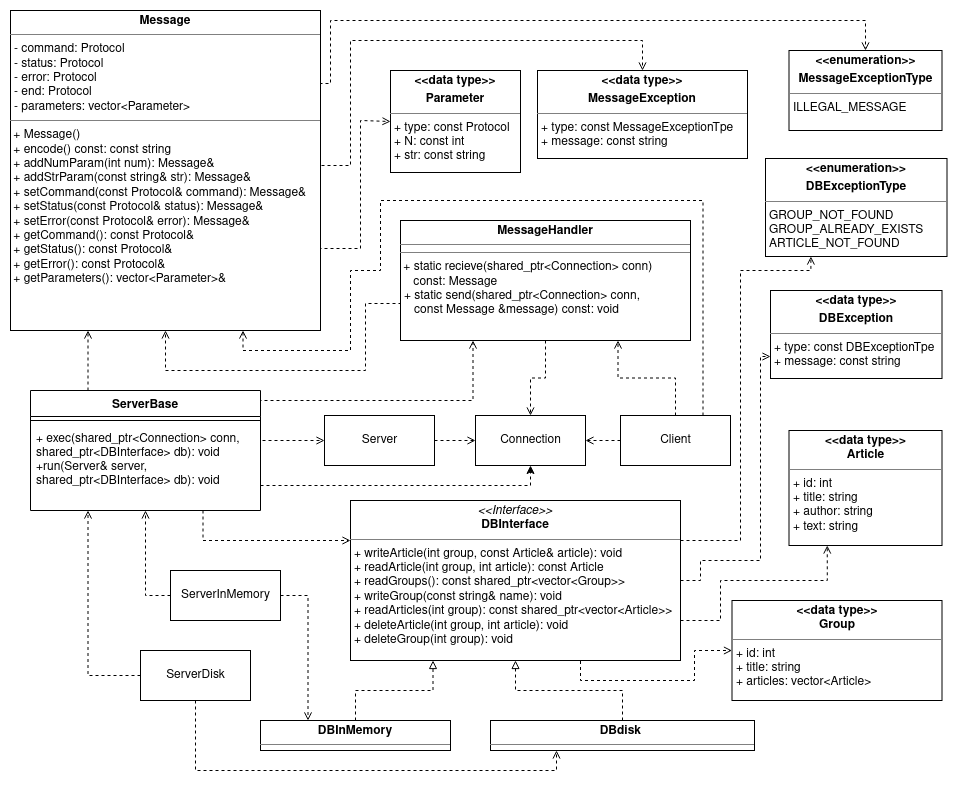 Message
- command: Protocol
- status: Protocol
- error: Protocol
- end: Protocol
- parameters: vector<Parameter>
+ Message()
+ encode() const: const string
+ addNumParam(int num): Message&
+ addStrParam(const string& str): Message&
+ setCommand(const Protocol& command): Message&
+ setStatus(const Protocol& status): Message&
+ setError(const Protocol& error): Message&
+ getCommand(): const Protocol&
+ getStatus(): const Protocol&
+ getError(): const Protocol&
+ getParameters(): vector<Parameter>&
<<data type>>
Parameter
+ type: const Protocol
+ N: const int
+ str: const string
<<data type>>
MessageException
+ type: const MessageExceptionTpe
+ message: const string
<<enumeration>>
MessageExceptionType
ILLEGAL_MESSAGE
<<enumeration>>
DBExceptionType
GROUP_NOT_FOUND
GROUP_ALREADY_EXISTS
ARTICLE_NOT_FOUND
MessageHandler
+ static recieve(shared_ptr<Connection> conn)
const: Message
+ static send(shared_ptr<Connection> conn,
const Message &message) const: void
<<data type>>
DBException
+ type: const DBExceptionTpe
+ message: const string
ServerBase
+ exec(shared_ptr<Connection> conn,
shared_ptr<DBInterface> db): void
+run(Server& server,
shared_ptr<DBInterface> db): void
Server
Connection
Client
<<data type>>
Article
+ id: int
+ title: string
+ author: string
+ text: string
<<Interface>>
DBInterface
+ writeArticle(int group, const Article& article): void
+ readArticle(int group, int article): const Article
+ readGroups(): const shared_ptr<vector<Group>>
+ writeGroup(const string& name): void
+ readArticles(int group): const shared_ptr<vector<Article>>
+ deleteArticle(int group, int article): void
+ deleteGroup(int group): void
ServerInMemory
<<data type>>
Group
+ id: int
+ title: string
+ articles: vector<Article>
ServerDisk
DBInMemory
DBdisk